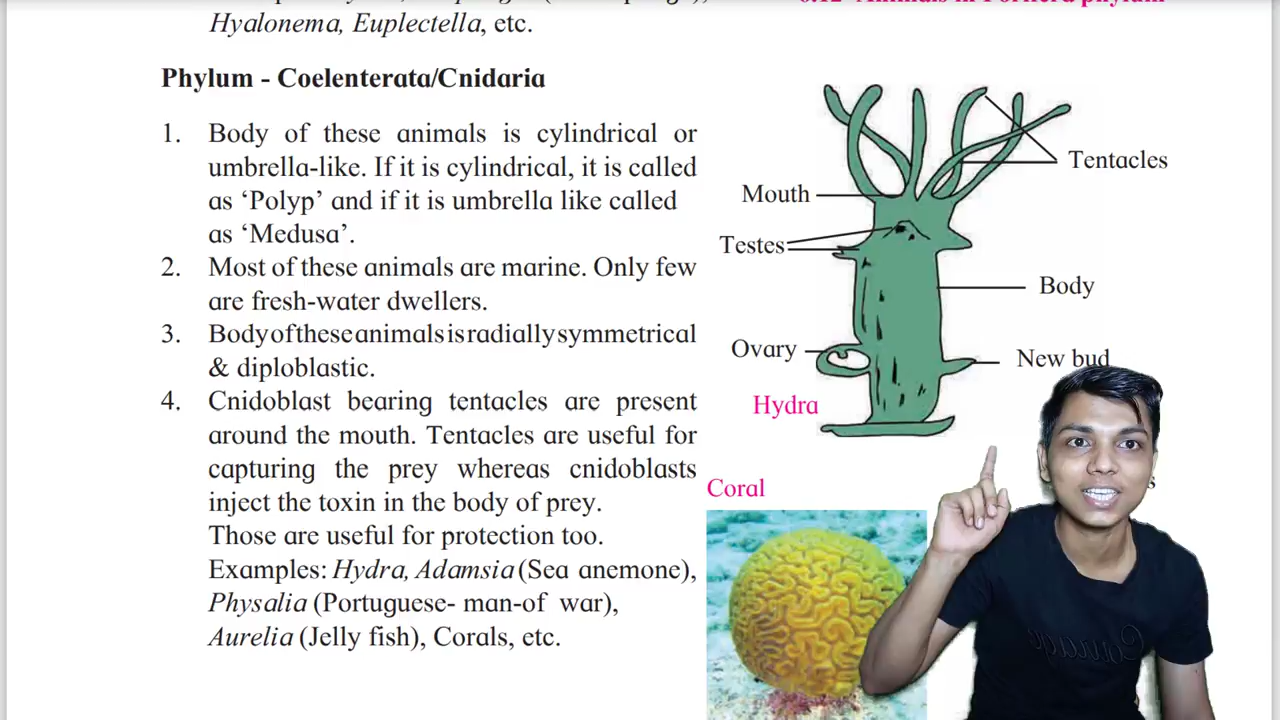 Hyalonema, Euplectella, etc.
Phylum - Coelenterata/Cnidaria
1. Body of these animals is cylindrical or
umbrella-like. If it is cylindrical, it is called
as ‘Polyp’ and if it is umbrella like called
as ‘Medusa’.
2. Most of these animals are marine. Only few
are fresh-water dwellers.
3. Body of these animals is radially symmetrical
& diploblastic.
4. Cnidoblast bearing tentacles are present
around the mouth. Tentacles are useful for
capturing the prey whereas cnidoblasts
inject the toxin in the body of prey.
Those are useful for protection too.
Examples: Hydra, Adamsia (Sea anemone),
Physalia (Portuguese- man-of war),
Aurelia (Jelly fish), Corals, etc.
Tentacles
Mouth
Testes
Body
Ovary
New bud
Hydra
Coral
Courage